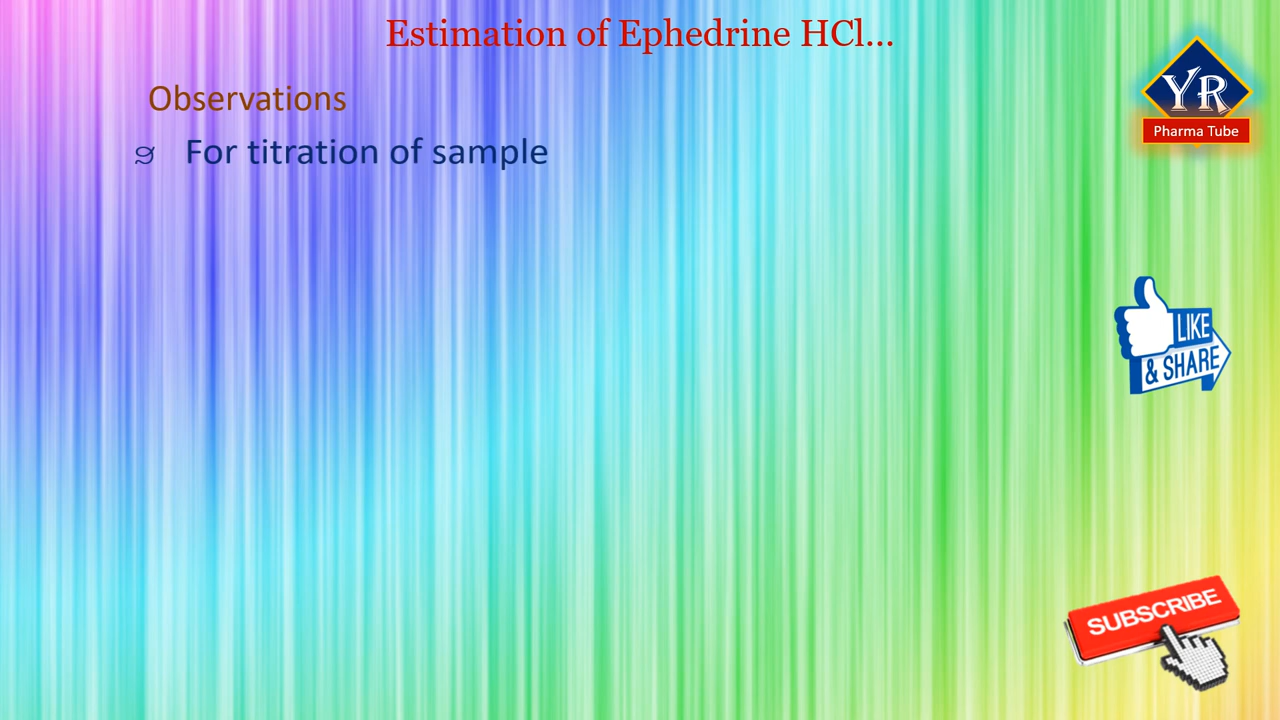 Estimation of Ephedrine HCl...
Observations
For titration of sample
YR
Pharma Tube
LIKE
& SHARE
SUBSCRIBE